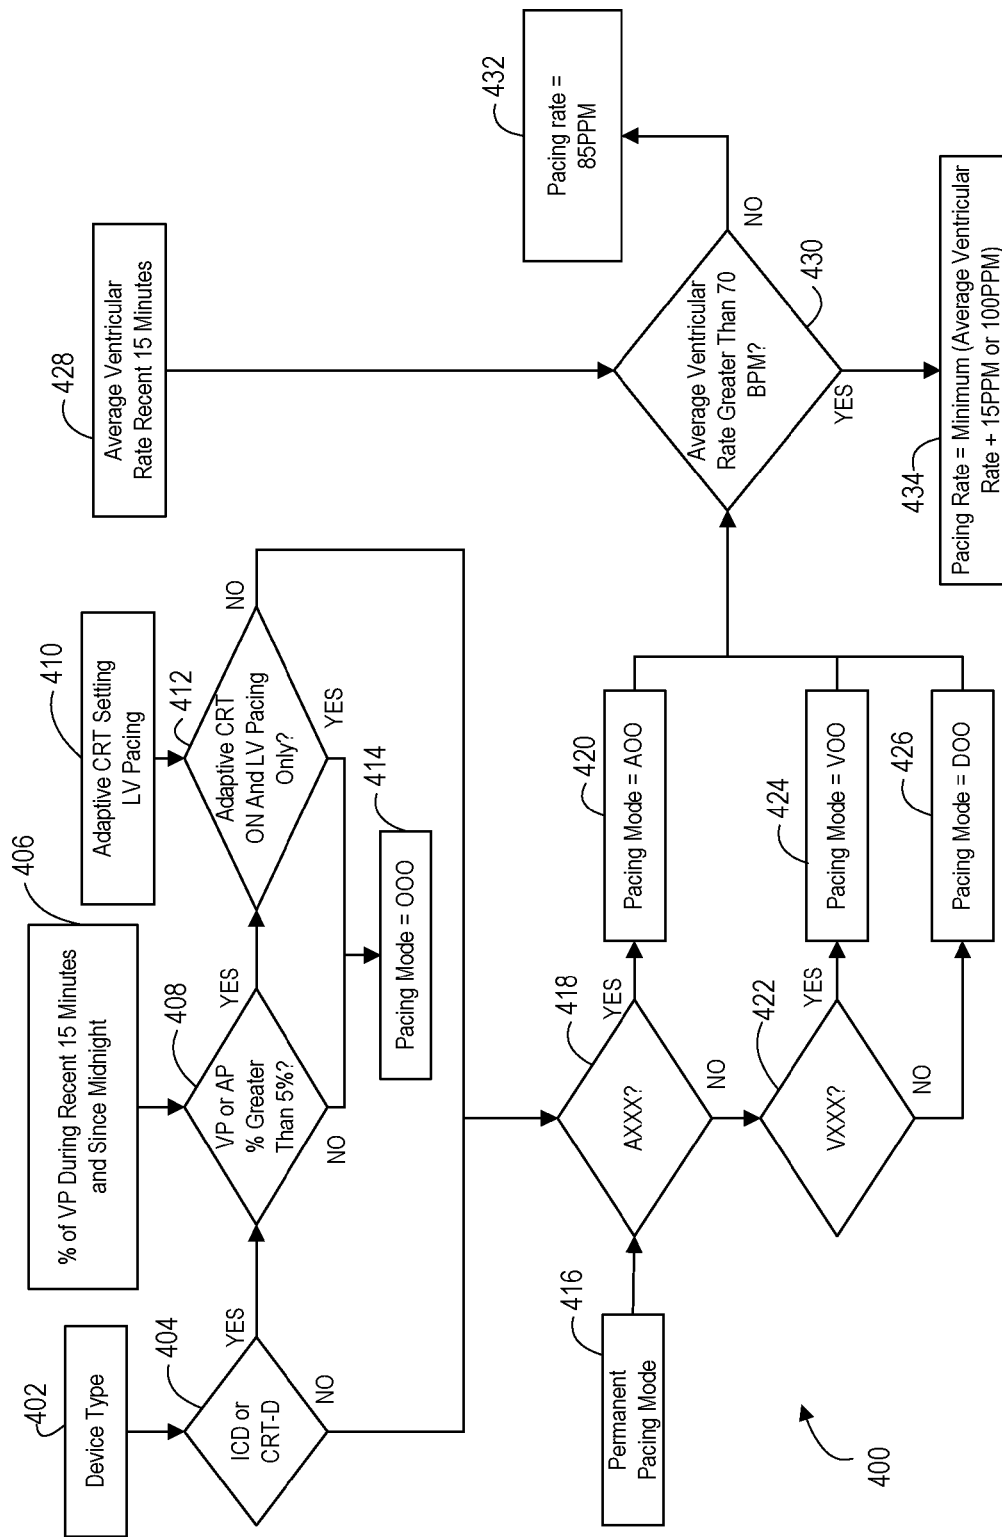 402
Device Type
404
ICD or
CRT-D
YES
NO
406
% of VP During Recent 15 Minutes
and Since Midnight
408
VP or AP
% Greater
Than 5%?
YES
NO
410
Adaptive CRT Setting
LV Pacing
412
Adaptive CRT
ON And LV Pacing
Only?
NO
YES
414
Pacing Mode = OOO
416
Permanent
Pacing Mode
418
AXXX?
YES
NO
420
Pacing Mode = AOO
422
VXXX?
YES
NO
424
Pacing Mode = VOO
426
Pacing Mode = DOO
428
Average Ventricular
Rate Recent 15 Minutes
430
Average Ventricular
Rate Greater Than 70
BPM?
NO
YES
432
Pacing rate =
85PPM
434
Pacing Rate = Minimum (Average Ventricular
Rate + 15PPM or 100PPM)
400